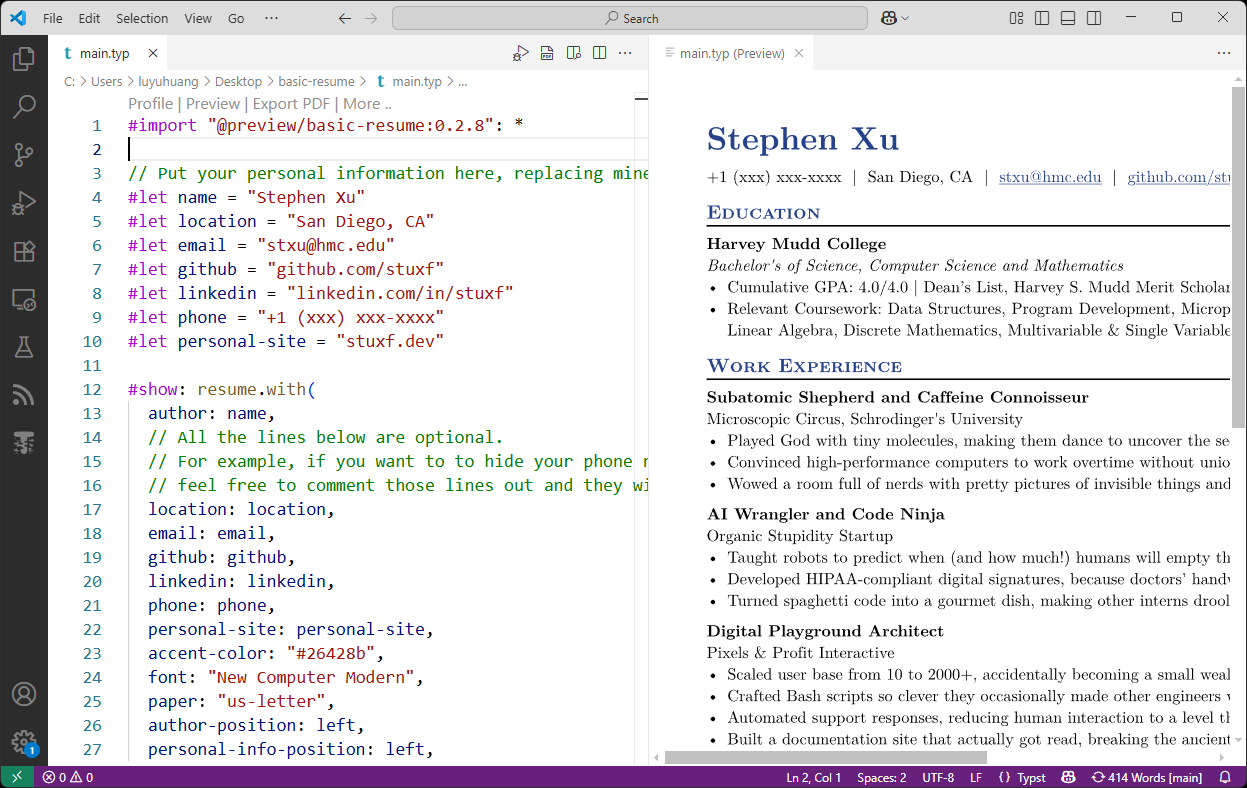 File Edit Selection View Go ··· Search
main.typ
main.typ (Preview)
C: > Users > luyuhuang > Desktop > basic-resume > main.typ > ...
Profile | Preview | Export PDF | More ..
1 #import "@preview/basic-resume:0.2.8": *
2
3 // Put your personal information here, replacing mine
4 #let name = "Stephen Xu"
5 #let location = "San Diego, CA"
6 #let email = "stxu@hmc.edu"
7 #let github = "github.com/stuxf"
8 #let linkedin = "linkedin.com/in/stuxf"
9 #let phone = "+1 (xxx) xxx-xxxx"
10 #let personal-site = "stuxf.dev"
11
12 #show: resume.with(
13 author: name,
14 // All the lines below are optional.
15 // For example, if you want to to hide your phone n
16 // feel free to comment those lines out and they wi
17 location: location,
18 email: email,
19 github: github,
20 linkedin: linkedin,
21 phone: phone,
22 personal-site: personal-site,
23 accent-color: "#26428b",
24 font: "New Computer Modern",
25 paper: "us-letter",
26 author-position: left,
27 personal-info-position: left,
Stephen Xu
+1 (xxx) xxx-xxxx | San Diego, CA | stxu@hmc.edu | github.com/stu
Education
Harvey Mudd College
Bachelor's of Science, Computer Science and Mathematics
• Cumulative GPA: 4.0/4.0 | Dean's List, Harvey S. Mudd Merit Scholar
• Relevant Coursework: Data Structures, Program Development, Microp
Linear Algebra, Discrete Mathematics, Multivariable & Single Variable
Work Experience
Subatomic Shepherd and Caffeine Connoisseur
Microscopic Circus, Schrodinger's University
• Played God with tiny molecules, making them dance to uncover the se
• Convinced high-performance computers to work overtime without unio
• Wowed a room full of nerds with pretty pictures of invisible things and
AI Wrangler and Code Ninja
Organic Stupidity Startup
• Taught robots to predict when (and how much!) humans will empty th
• Developed HIPAA-compliant digital signatures, because doctors' handw
• Turned spaghetti code into a gourmet dish, making other interns drool
Digital Playground Architect
Pixels & Profit Interactive
• Scaled user base from 10 to 2000+, accidentally becoming a small weal
• Crafted Bash scripts so clever they occasionally made other engineers w
• Automated support responses, reducing human interaction to a level th
• Built a documentation site that actually got read, breaking the ancient
1
0 0 Ln 2, Col 1 Spaces: 2 UTF-8 LF {} Typst 414 Words [main]